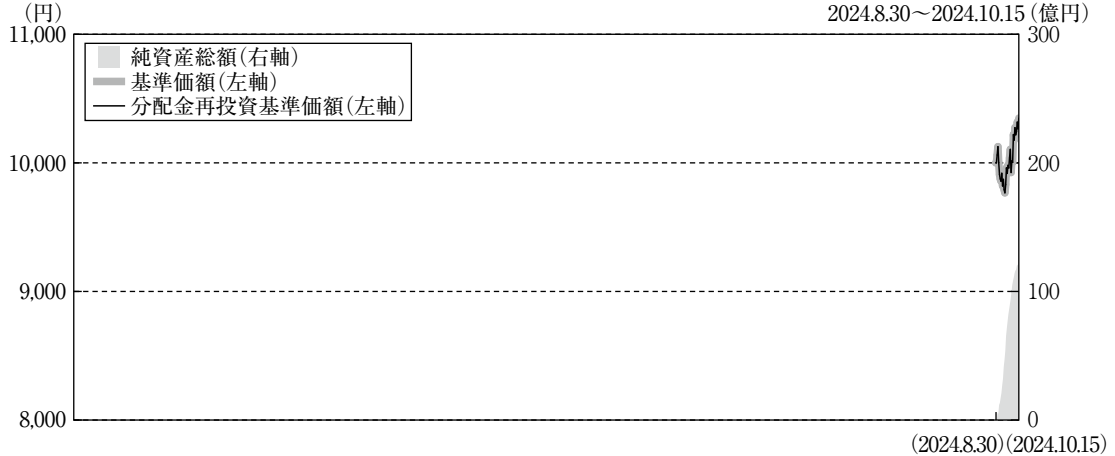 (円)
2024.8.30～2024.10.15 (億円)
11,000
300
純資産総額(右軸)
基準価額(左軸)
分配金再投資基準価額(左軸)
10,000
200
9,000
100
8,000
0
(2024.8.30)(2024.10.15)